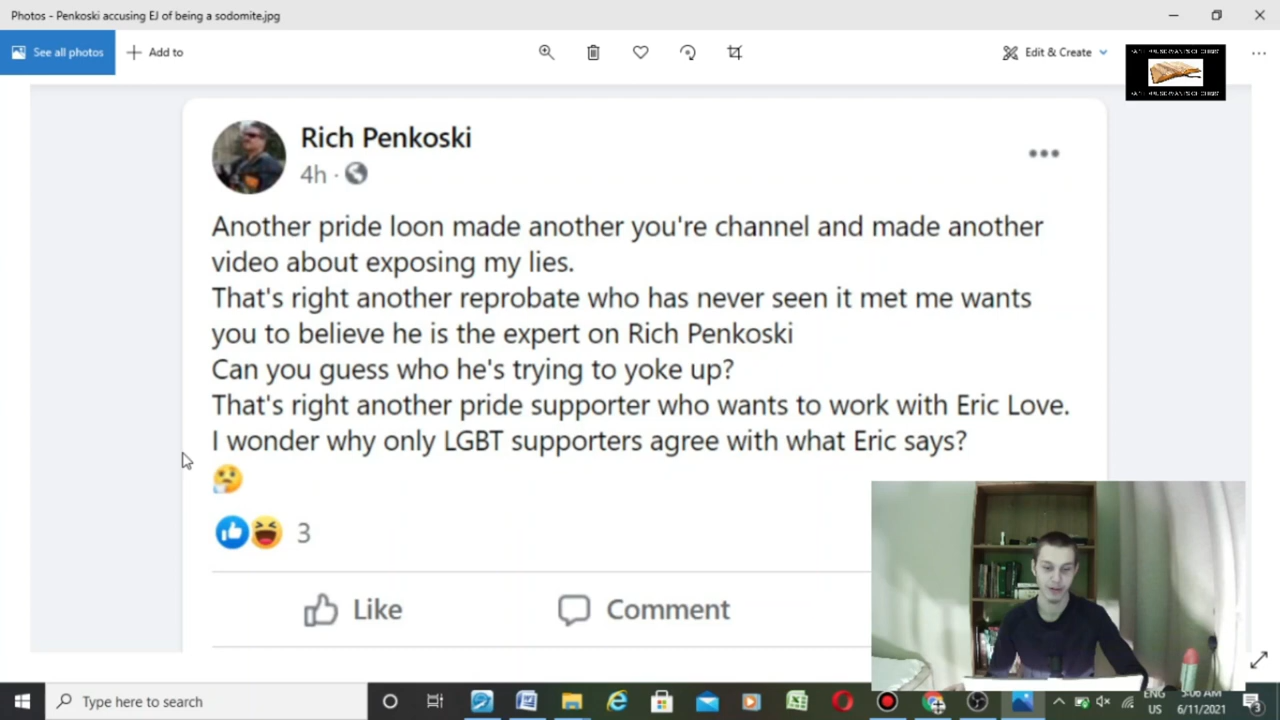 Photos - Penkoski accusing EJ of being a sodomite.jpg
See all photos
Add to
Edit & Create
Rich Penkoski
4h
Another pride loon made another you're channel and made another
video about exposing my lies.
That's right another reprobate who has never seen it met me wants
you to believe he is the expert on Rich Penkoski
Can you guess who he's trying to yoke up?
That's right another pride supporter who wants to work with Eric Love.
I wonder why only LGBT supporters agree with what Eric says?
3
Like
Comment
Type here to search
ENG
US
5:06 AM
6/11/2021
3